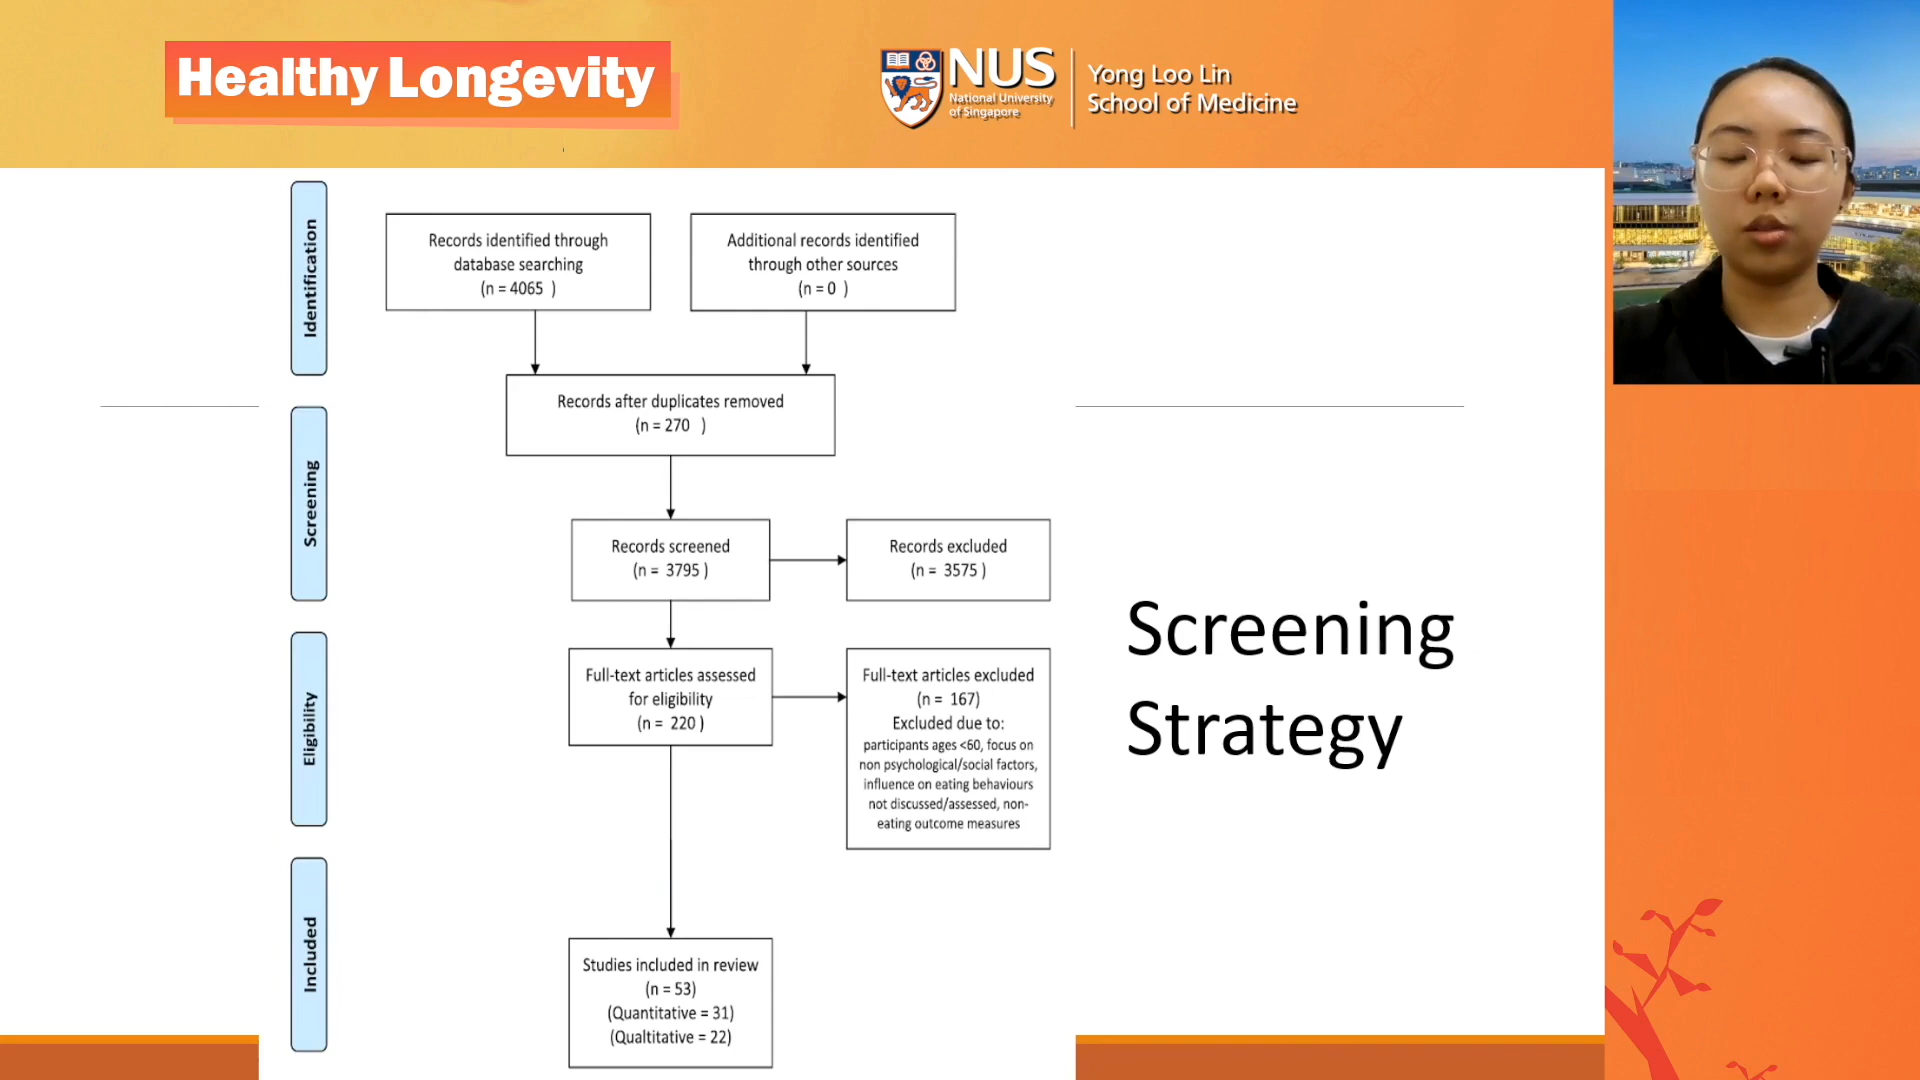 Healthy Longevity
NUS
National University
of Singapore
Yong Loo Lin
School of Medicine
Identification
Records identified through
database searching
(n = 4065 )
Additional records identified
through other sources
(n = 0 )
Records after duplicates removed
(n = 270 )
Screening
Records screened
(n = 3795 )
Records excluded
(n = 3575 )
Eligibility
Full-text articles assessed
for eligibility
(n = 220 )
Full-text articles excluded
(n = 167)
Excluded due to:
participants ages <60, focus on
non psychological/social factors,
influence on eating behaviours
not discussed/assessed, non-
eating outcome measures
Included
Studies included in review
(n = 53)
(Quantitative = 31)
(Qualtitative = 22)
Screening
Strategy